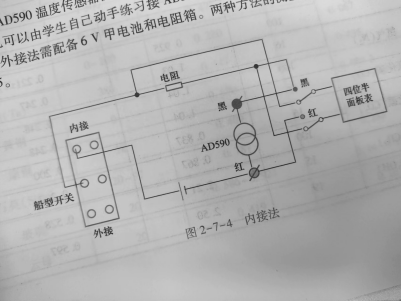 AD590 温度传感器
可以由学生自己动手练习接
外接法需配备 6 V 甲电池和电阻箱。两种方法的
电阻
黑
黑
四位半
面板表
红
内接
AD590
红
船型开关
外接
图 2-7-4 内接法